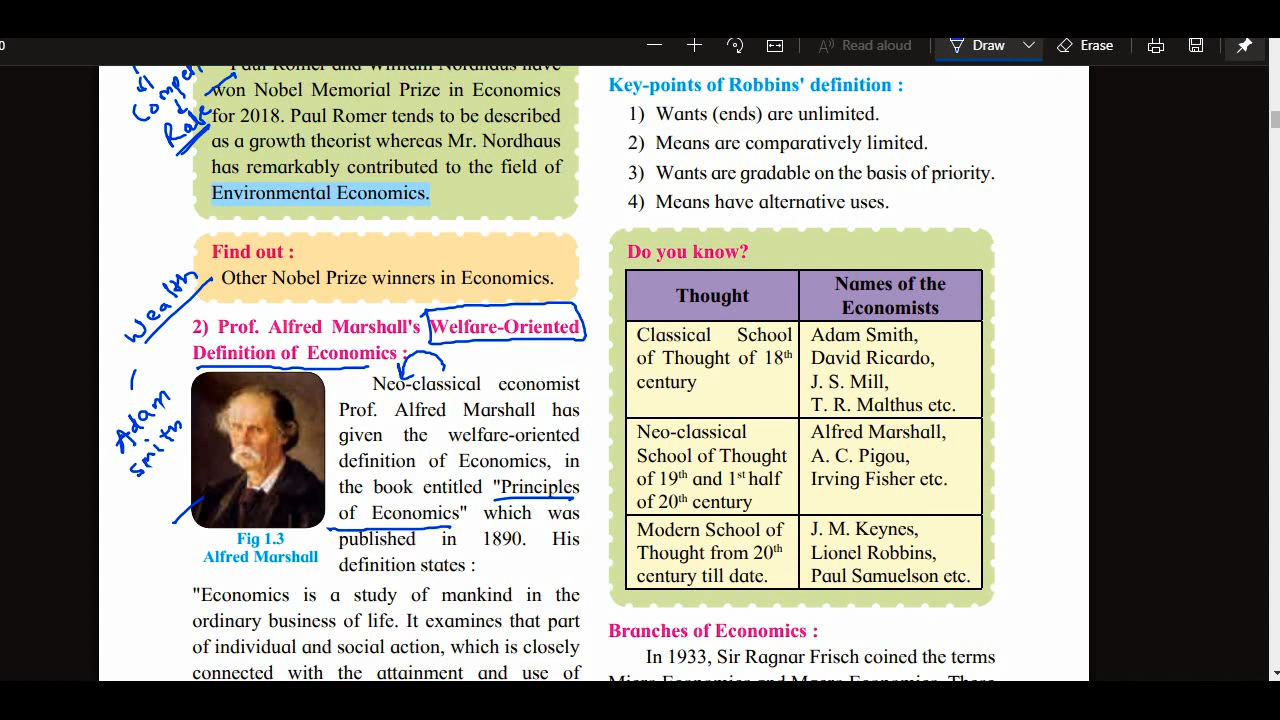 0
Read aloud
Draw
Erase
Paul Romer and William Nordhaus have
won Nobel Memorial Prize in Economics
for 2018. Paul Romer tends to be described
as a growth theorist whereas Mr. Nordhaus
has remarkably contributed to the field of
Environmental Economics.
Find out :
Other Nobel Prize winners in Economics.
Wealth
2) Prof. Alfred Marshall's Welfare-Oriented
Definition of Economics :
Adam
Smith
Neo-classical economist
Prof. Alfred Marshall has
given the welfare-oriented
definition of Economics, in
the book entitled "Principles
of Economics" which was
published in 1890. His
definition states :
Fig 1.3
Alfred Marshall
"Economics is a study of mankind in the
ordinary business of life. It examines that part
of individual and social action, which is closely
connected with the attainment and use of
Key-points of Robbins' definition :
1) Wants (ends) are unlimited.
2) Means are comparatively limited.
3) Wants are gradable on the basis of priority.
4) Means have alternative uses.
Do you know?
Thought
Names of the
Economists
Classical School
of Thought of 18th
century
Adam Smith,
David Ricardo,
J. S. Mill,
T. R. Malthus etc.
Neo-classical
School of Thought
of 19th and 1st half
of 20th century
Alfred Marshall,
A. C. Pigou,
Irving Fisher etc.
Modern School of
Thought from 20th
century till date.
J. M. Keynes,
Lionel Robbins,
Paul Samuelson etc.
Branches of Economics :
In 1933, Sir Ragnar Frisch coined the terms
Micro Economics and Macro Economics. These